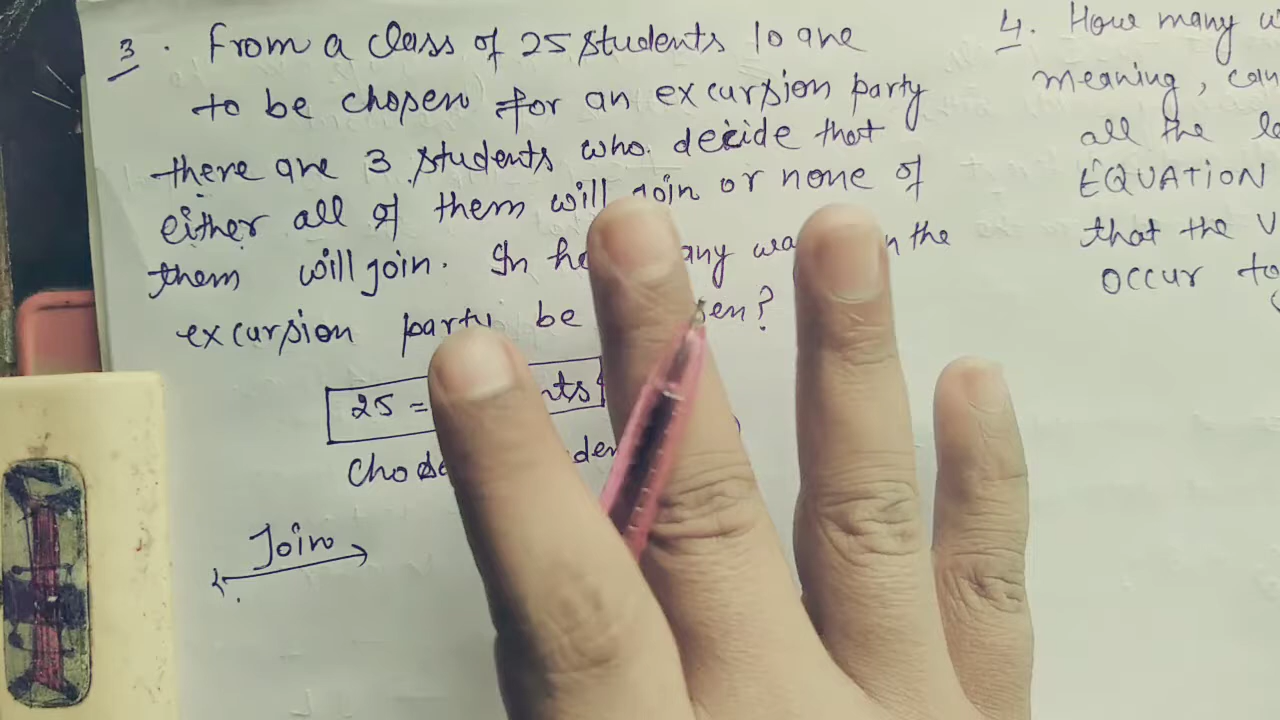 3. From a class of 25 students 10 are
to be chosen for an excursion party
there are 3 students who decide that
either all of them will join or none of
them will join. In the
excursion party be ?
25 =
Join
4. How many
meaning,
all the
EQUATION
that the
occur